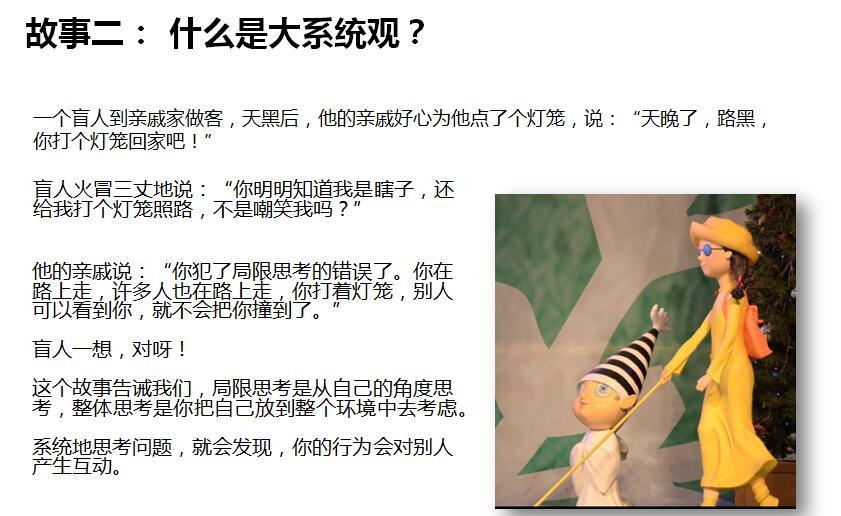 故事二： 什么是大系统观？
一个盲人到亲戚家做客，天黑后，他的亲戚好心为他点了个灯笼，说：“天晚了，路黑，
你打个灯笼回家吧！”
盲人火冒三丈地说：“你明明知道我是瞎子，还
给我打个灯笼照路，不是嘲笑我吗？”
他的亲戚说：“你犯了局限思考的错误了。你在
路上走，许多人也在路上走，你打着灯笼，别人
可以看到你，就不会把你撞到了。”
盲人一想，对呀！
这个故事告诫我们，局限思考是从自己的角度思
考，整体思考是你把自己放到整个环境中去考虑。
系统地思考问题，就会发现，你的行为会对别人
产生互动。